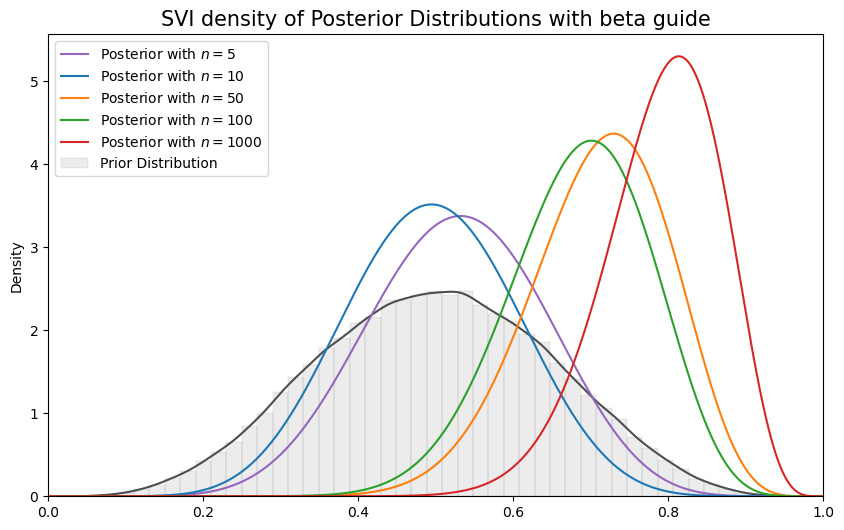 SVI density of Posterior Distributions with beta guide
Posterior with n = 5
Posterior with n = 10
Posterior with n = 50
Posterior with n = 100
Posterior with n = 1000
Prior Distribution
Density
5
4
3
2
1
0
0.0 0.2 0.4 0.6 0.8 1.0